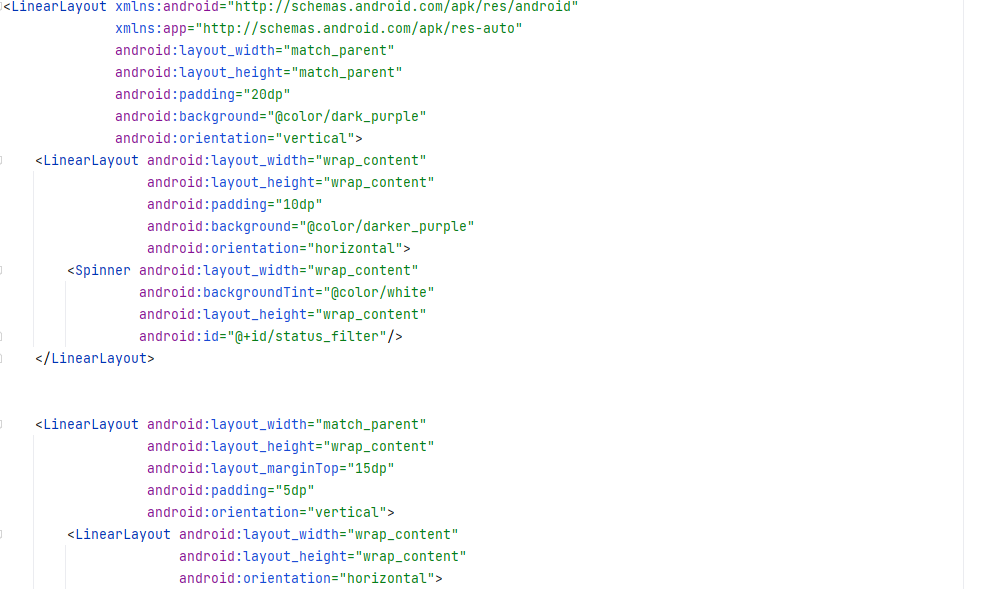 <LinearLayout xmlns:android="http://schemas.android.com/apk/res/android"
              xmlns:app="http://schemas.android.com/apk/res-auto"
              android:layout_width="match_parent"
              android:layout_height="match_parent"
              android:padding="20dp"
              android:background="@color/dark_purple"
              android:orientation="vertical">
    <LinearLayout android:layout_width="wrap_content"
                  android:layout_height="wrap_content"
                  android:padding="10dp"
                  android:background="@color/darker_purple"
                  android:orientation="horizontal">
        <Spinner android:layout_width="wrap_content"
                 android:backgroundTint="@color/white"
                 android:layout_height="wrap_content"
                 android:id="@+id/status_filter"/>
    </LinearLayout>
    <LinearLayout android:layout_width="match_parent"
                  android:layout_height="wrap_content"
                  android:layout_marginTop="15dp"
                  android:padding="5dp"
                  android:orientation="vertical">
        <LinearLayout android:layout_width="wrap_content"
                      android:layout_height="wrap_content"
                      android:orientation="horizontal">